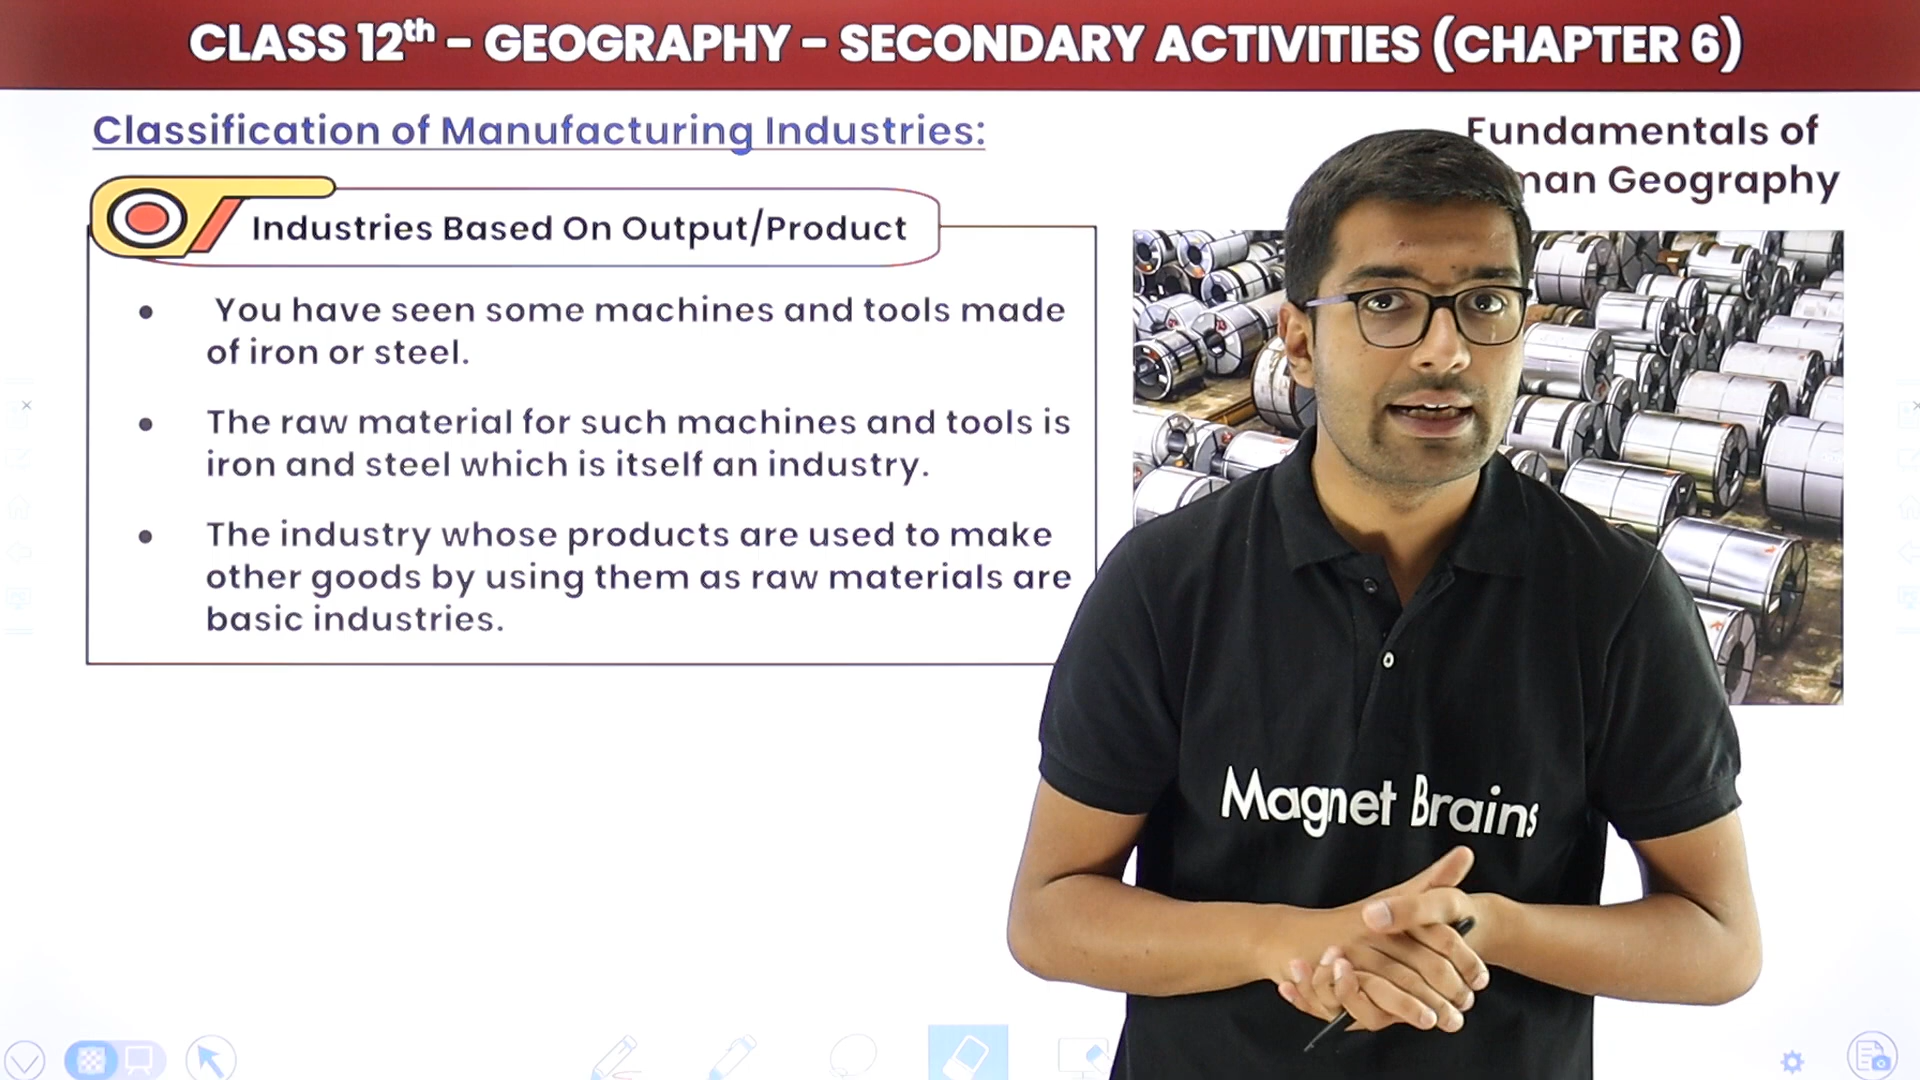 CLASS 12th - GEOGRAPHY - SECONDARY ACTIVITIES (CHAPTER 6)
Classification of Manufacturing Industries:
Fundamentals of
Geography
Industries Based On Output/Product
• You have seen some machines and tools made
of iron or steel.
• The raw material for such machines and tools is
iron and steel which is itself an industry.
• The industry whose products are used to make
other goods by using them as raw materials are
basic industries.
Magnet Brains